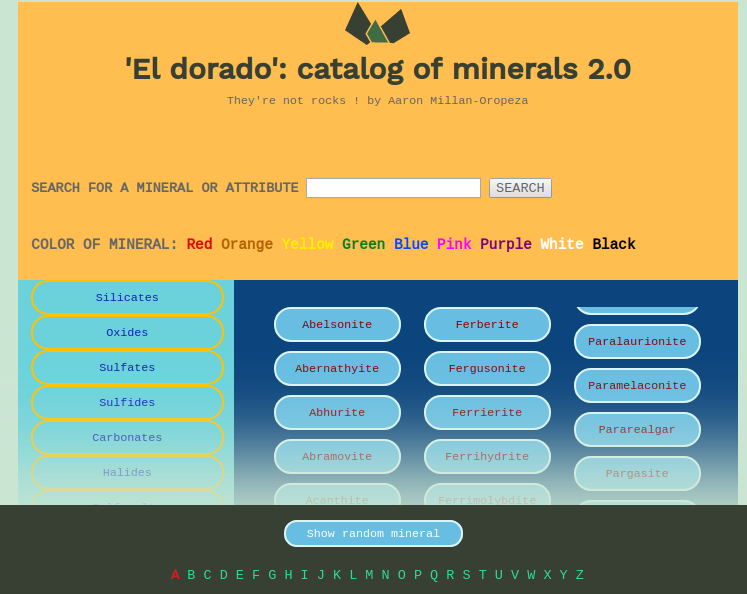 'El dorado': catalog of minerals 2.0
They're not rocks ! by Aaron Millan-Oropeza
SEARCH FOR A MINERAL OR ATTRIBUTE SEARCH
COLOR OF MINERAL: Red Orange Yellow Green Blue Pink Purple White Black
Silicates
Oxides
Sulfates
Sulfides
Carbonates
Halides
Abelsonite
Abernathyite
Abhurite
Abramovite
Acanthite
Ferberite
Fergusonite
Ferrierite
Ferrihydrite
Ferrimolybdite
Paralaurionite
Paramelaconite
Pararealgar
Pargasite
Show random mineral
A B C D E F G H I J K L M N O P Q R S T U V W X Y Z